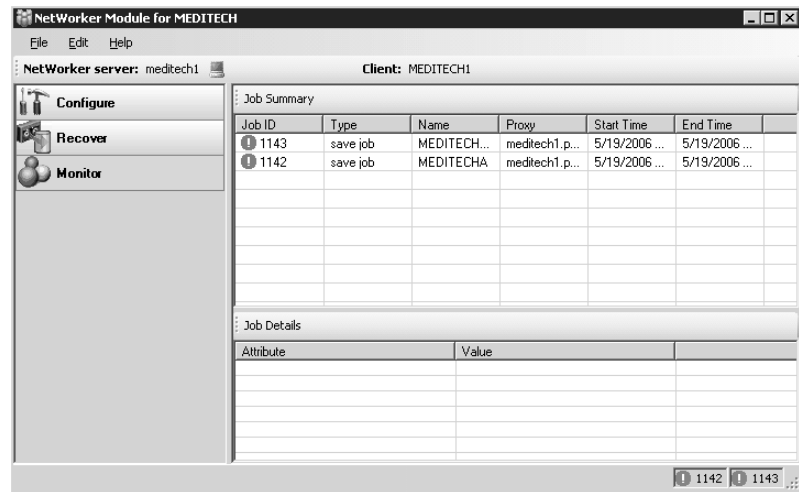 NetWorker Module for MEDITECH
File Edit Help
NetWorker server: meditech1 Client: MEDITECH1
Configure
Recover
Monitor
Job Summary
Job ID Type Name Proxy Start Time End Time
1143 save job MEDITECH... meditech1.p... 5/19/2006 ... 5/19/2006 ...
1142 save job MEDITECHA meditech1.p... 5/19/2006 ... 5/19/2006 ...
Job Details
Attribute Value
1142 1143